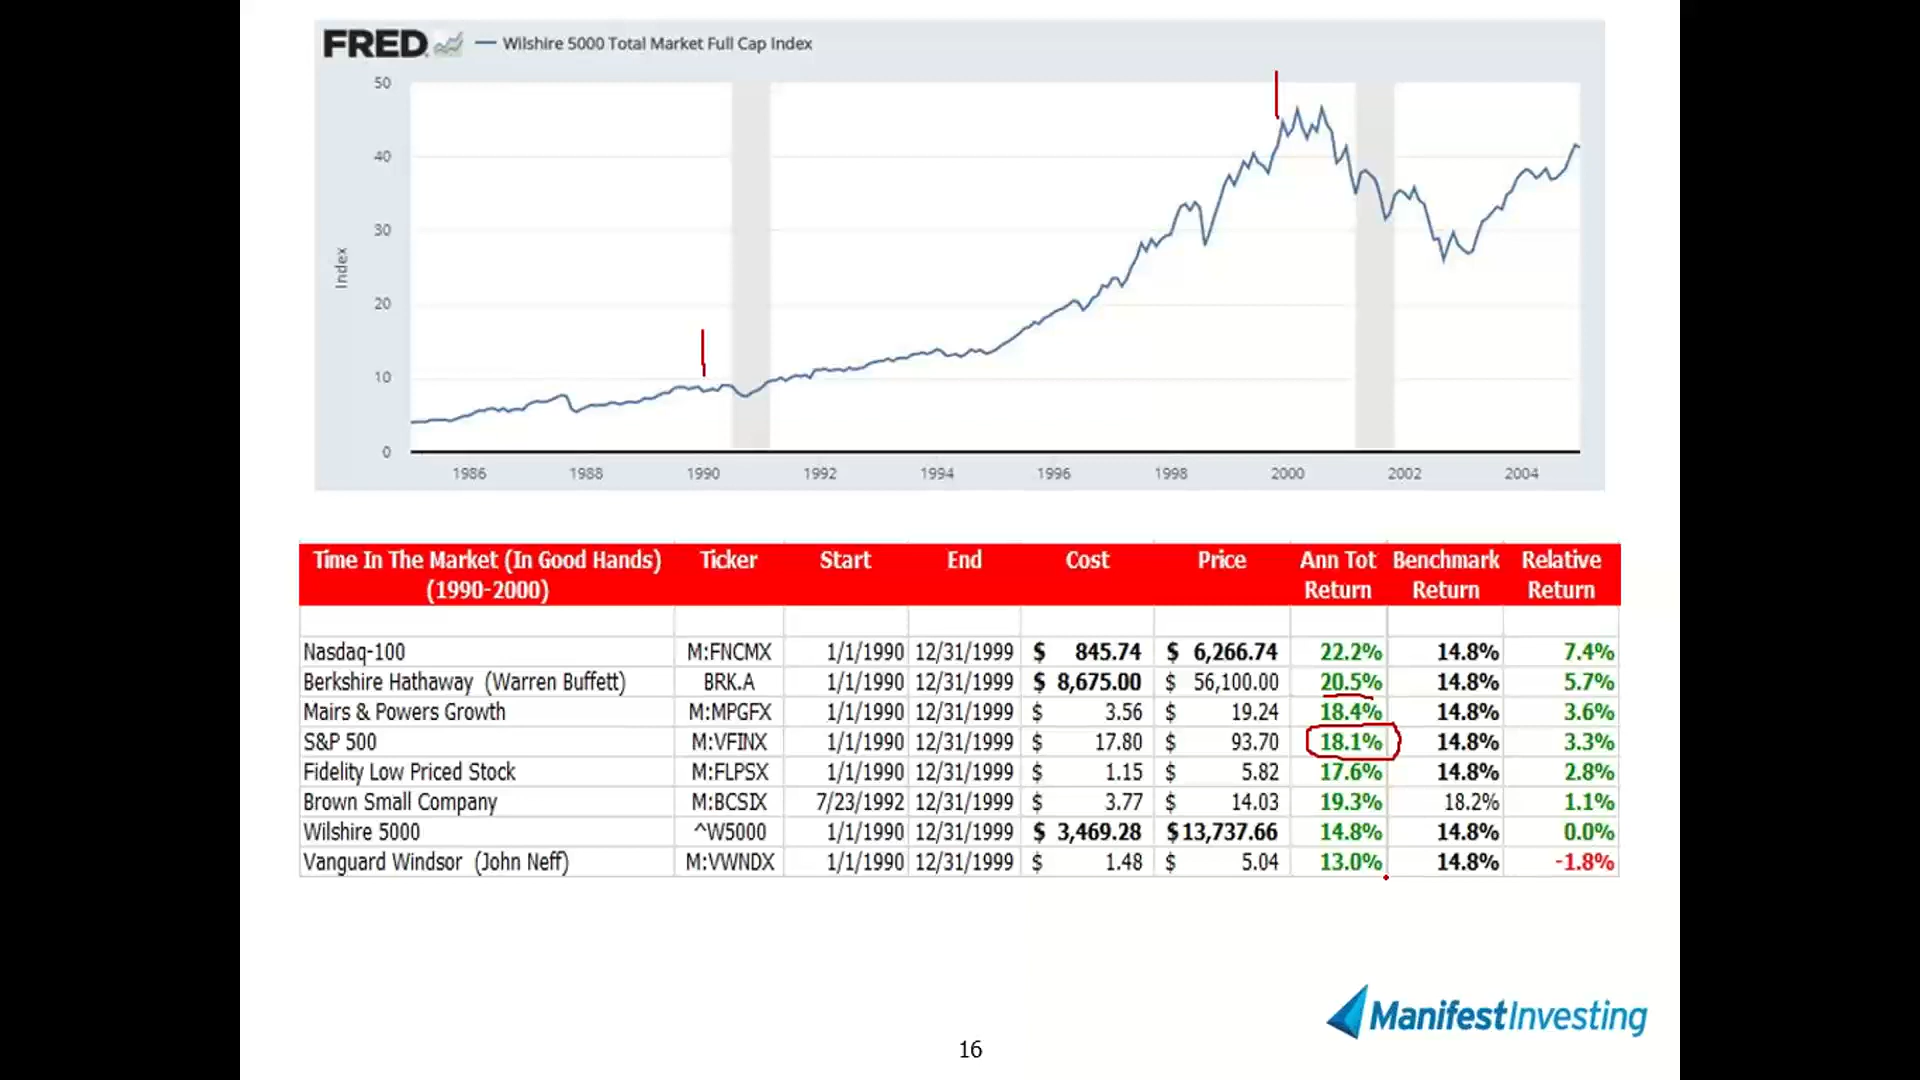 FRED — Wilshire 5000 Total Market Full Cap Index
50
40
30
20
10
0
Index
1986 1988 1990 1992 1994 1996 1998 2000 2002 2004
Time In The Market (In Good Hands) (1990-2000) Ticker Start End Cost Price Ann Tot Return Benchmark Return Relative Return
Nasdaq-100 M:FNCMX 1/1/1990 12/31/1999 $ 845.74 $ 6,266.74 22.2% 14.8% 7.4%
Berkshire Hathaway (Warren Buffett) BRK.A 1/1/1990 12/31/1999 $ 8,675.00 $ 56,100.00 20.5% 14.8% 5.7%
Mairs & Powers Growth M:MPGFX 1/1/1990 12/31/1999 $ 3.56 $ 19.24 18.4% 14.8% 3.6%
S&P 500 M:VFINX 1/1/1990 12/31/1999 $ 17.80 $ 93.70 18.1% 14.8% 3.3%
Fidelity Low Priced Stock M:FLPSX 1/1/1990 12/31/1999 $ 1.15 $ 5.82 17.6% 14.8% 2.8%
Brown Small Company M:BCSIX 7/23/1992 12/31/1999 $ 3.77 $ 14.03 19.3% 18.2% 1.1%
Wilshire 5000 ^W5000 1/1/1990 12/31/1999 $ 3,469.28 $13,737.66 14.8% 14.8% 0.0%
Vanguard Windsor (John Neff) M:VWNDX 1/1/1990 12/31/1999 $ 1.48 $ 5.04 13.0% 14.8% -1.8%
ManifestInvesting
16